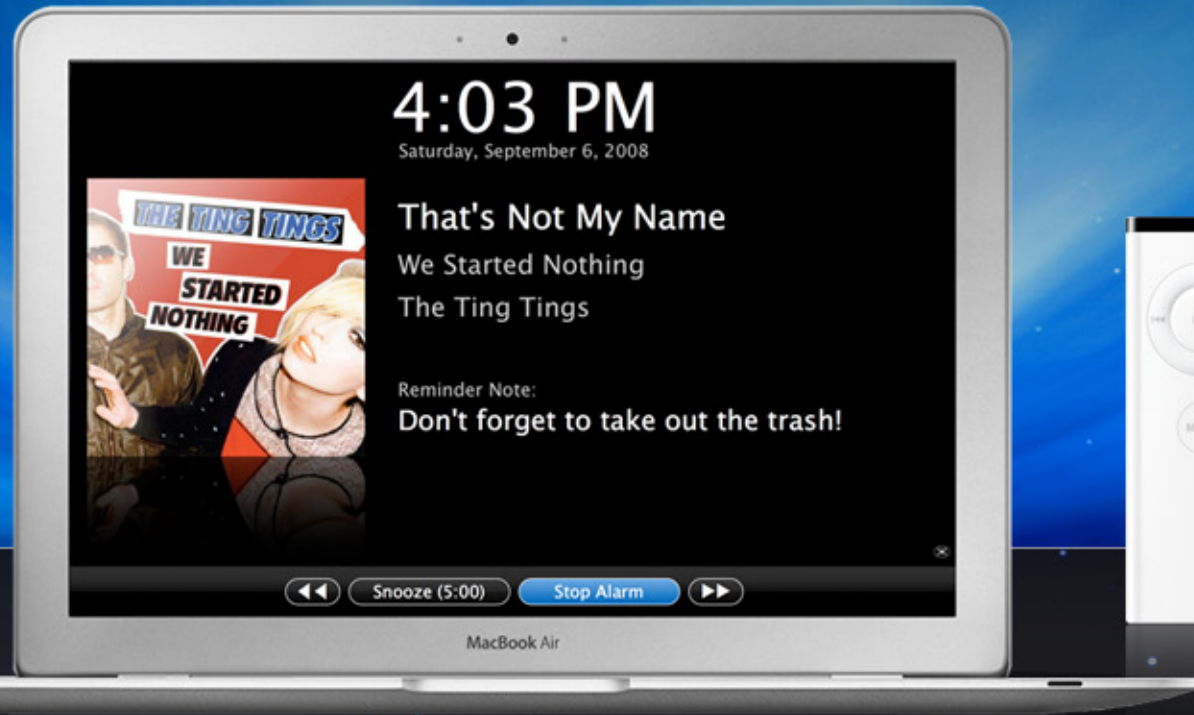 4:03 PM
Saturday, September 6, 2008
THE TING TINGS
WE
STARTED
NOTHING
That's Not My Name
We Started Nothing
The Ting Tings
Reminder Note:
Don't forget to take out the trash!
Snooze (5:00)
Stop Alarm
MacBook Air